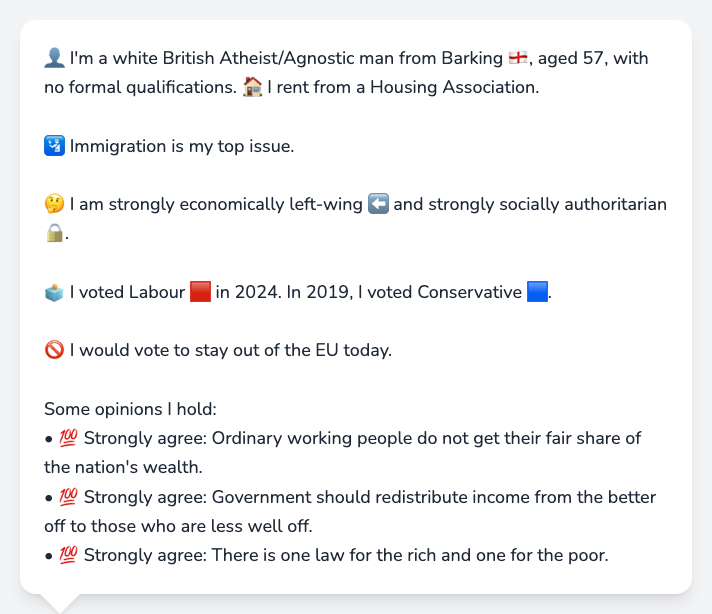 👤 I'm a white British Atheist/Agnostic man from Barking 🏴󠁧󠁢󠁥󠁮󠁧󠁿, aged 57, with
no formal qualifications. 🏠 I rent from a Housing Association.
🛂 Immigration is my top issue.
🤔 I am strongly economically left-wing ⬅️ and strongly socially authoritarian
🔒.
🗳️ I voted Labour 🟥 in 2024. In 2019, I voted Conservative 🟦.
🚫 I would vote to stay out of the EU today.
Some opinions I hold:
• 💯 Strongly agree: Ordinary working people do not get their fair share of
the nation's wealth.
• 💯 Strongly agree: Government should redistribute income from the better
off to those who are less well off.
• 💯 Strongly agree: There is one law for the rich and one for the poor.